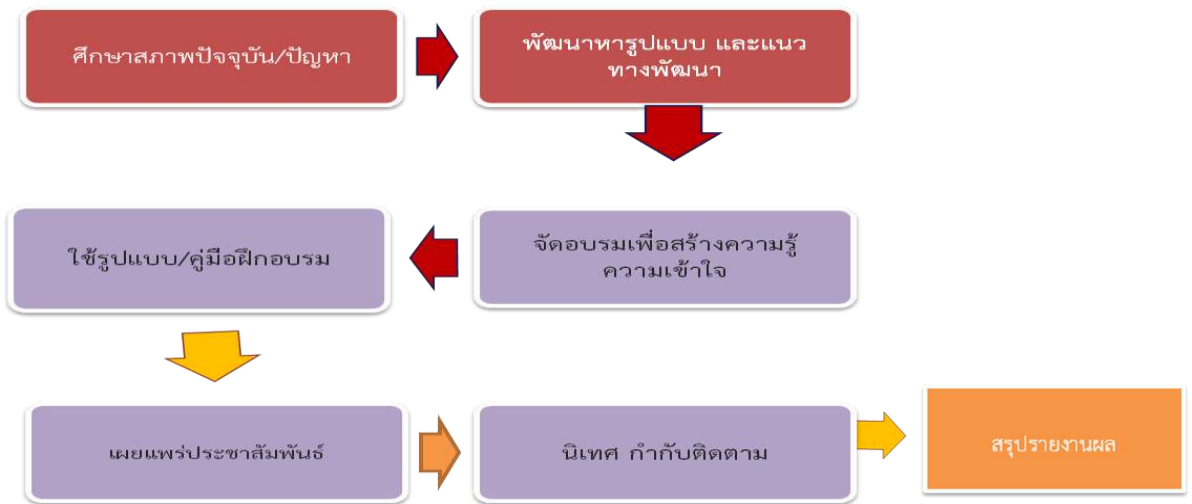 ศึกษาสภาพปัจจุบัน/ปัญหา
พัฒนาหารูปแบบ และแนว
ทางพัฒนา
จัดอบรมเพื่อสร้างความรู้
ความเข้าใจ
ใช้รูปแบบ/คู่มือฝึกอบรม
เผยแพร่ประชาสัมพันธ์
นิเทศ กำกับติดตาม
สรุปรายงานผล